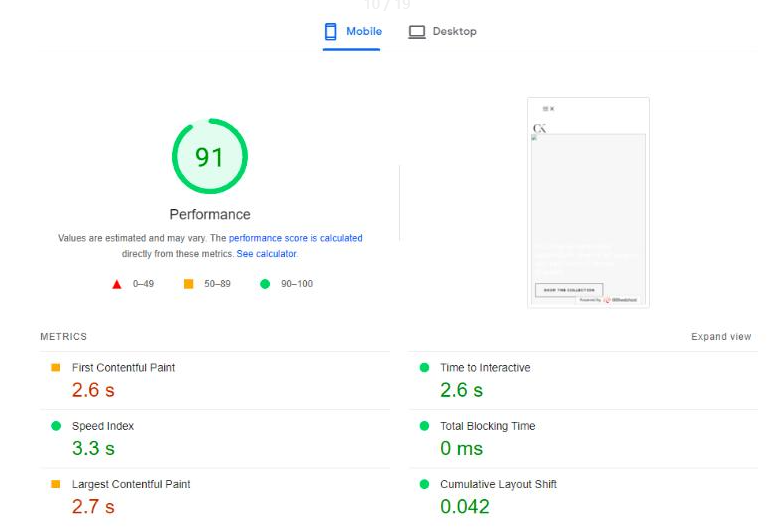 10 / 19
Mobile
Desktop
91
Performance
Values are estimated and may vary. The performance score is calculated
directly from these metrics. See calculator.
0–49
50–89
90–100
CK
SHOP THE COLLECTION
Powered by
METRICS
Expand view
First Contentful Paint
2.6 s
Time to Interactive
2.6 s
Speed Index
3.3 s
Total Blocking Time
0 ms
Largest Contentful Paint
2.7 s
Cumulative Layout Shift
0.042